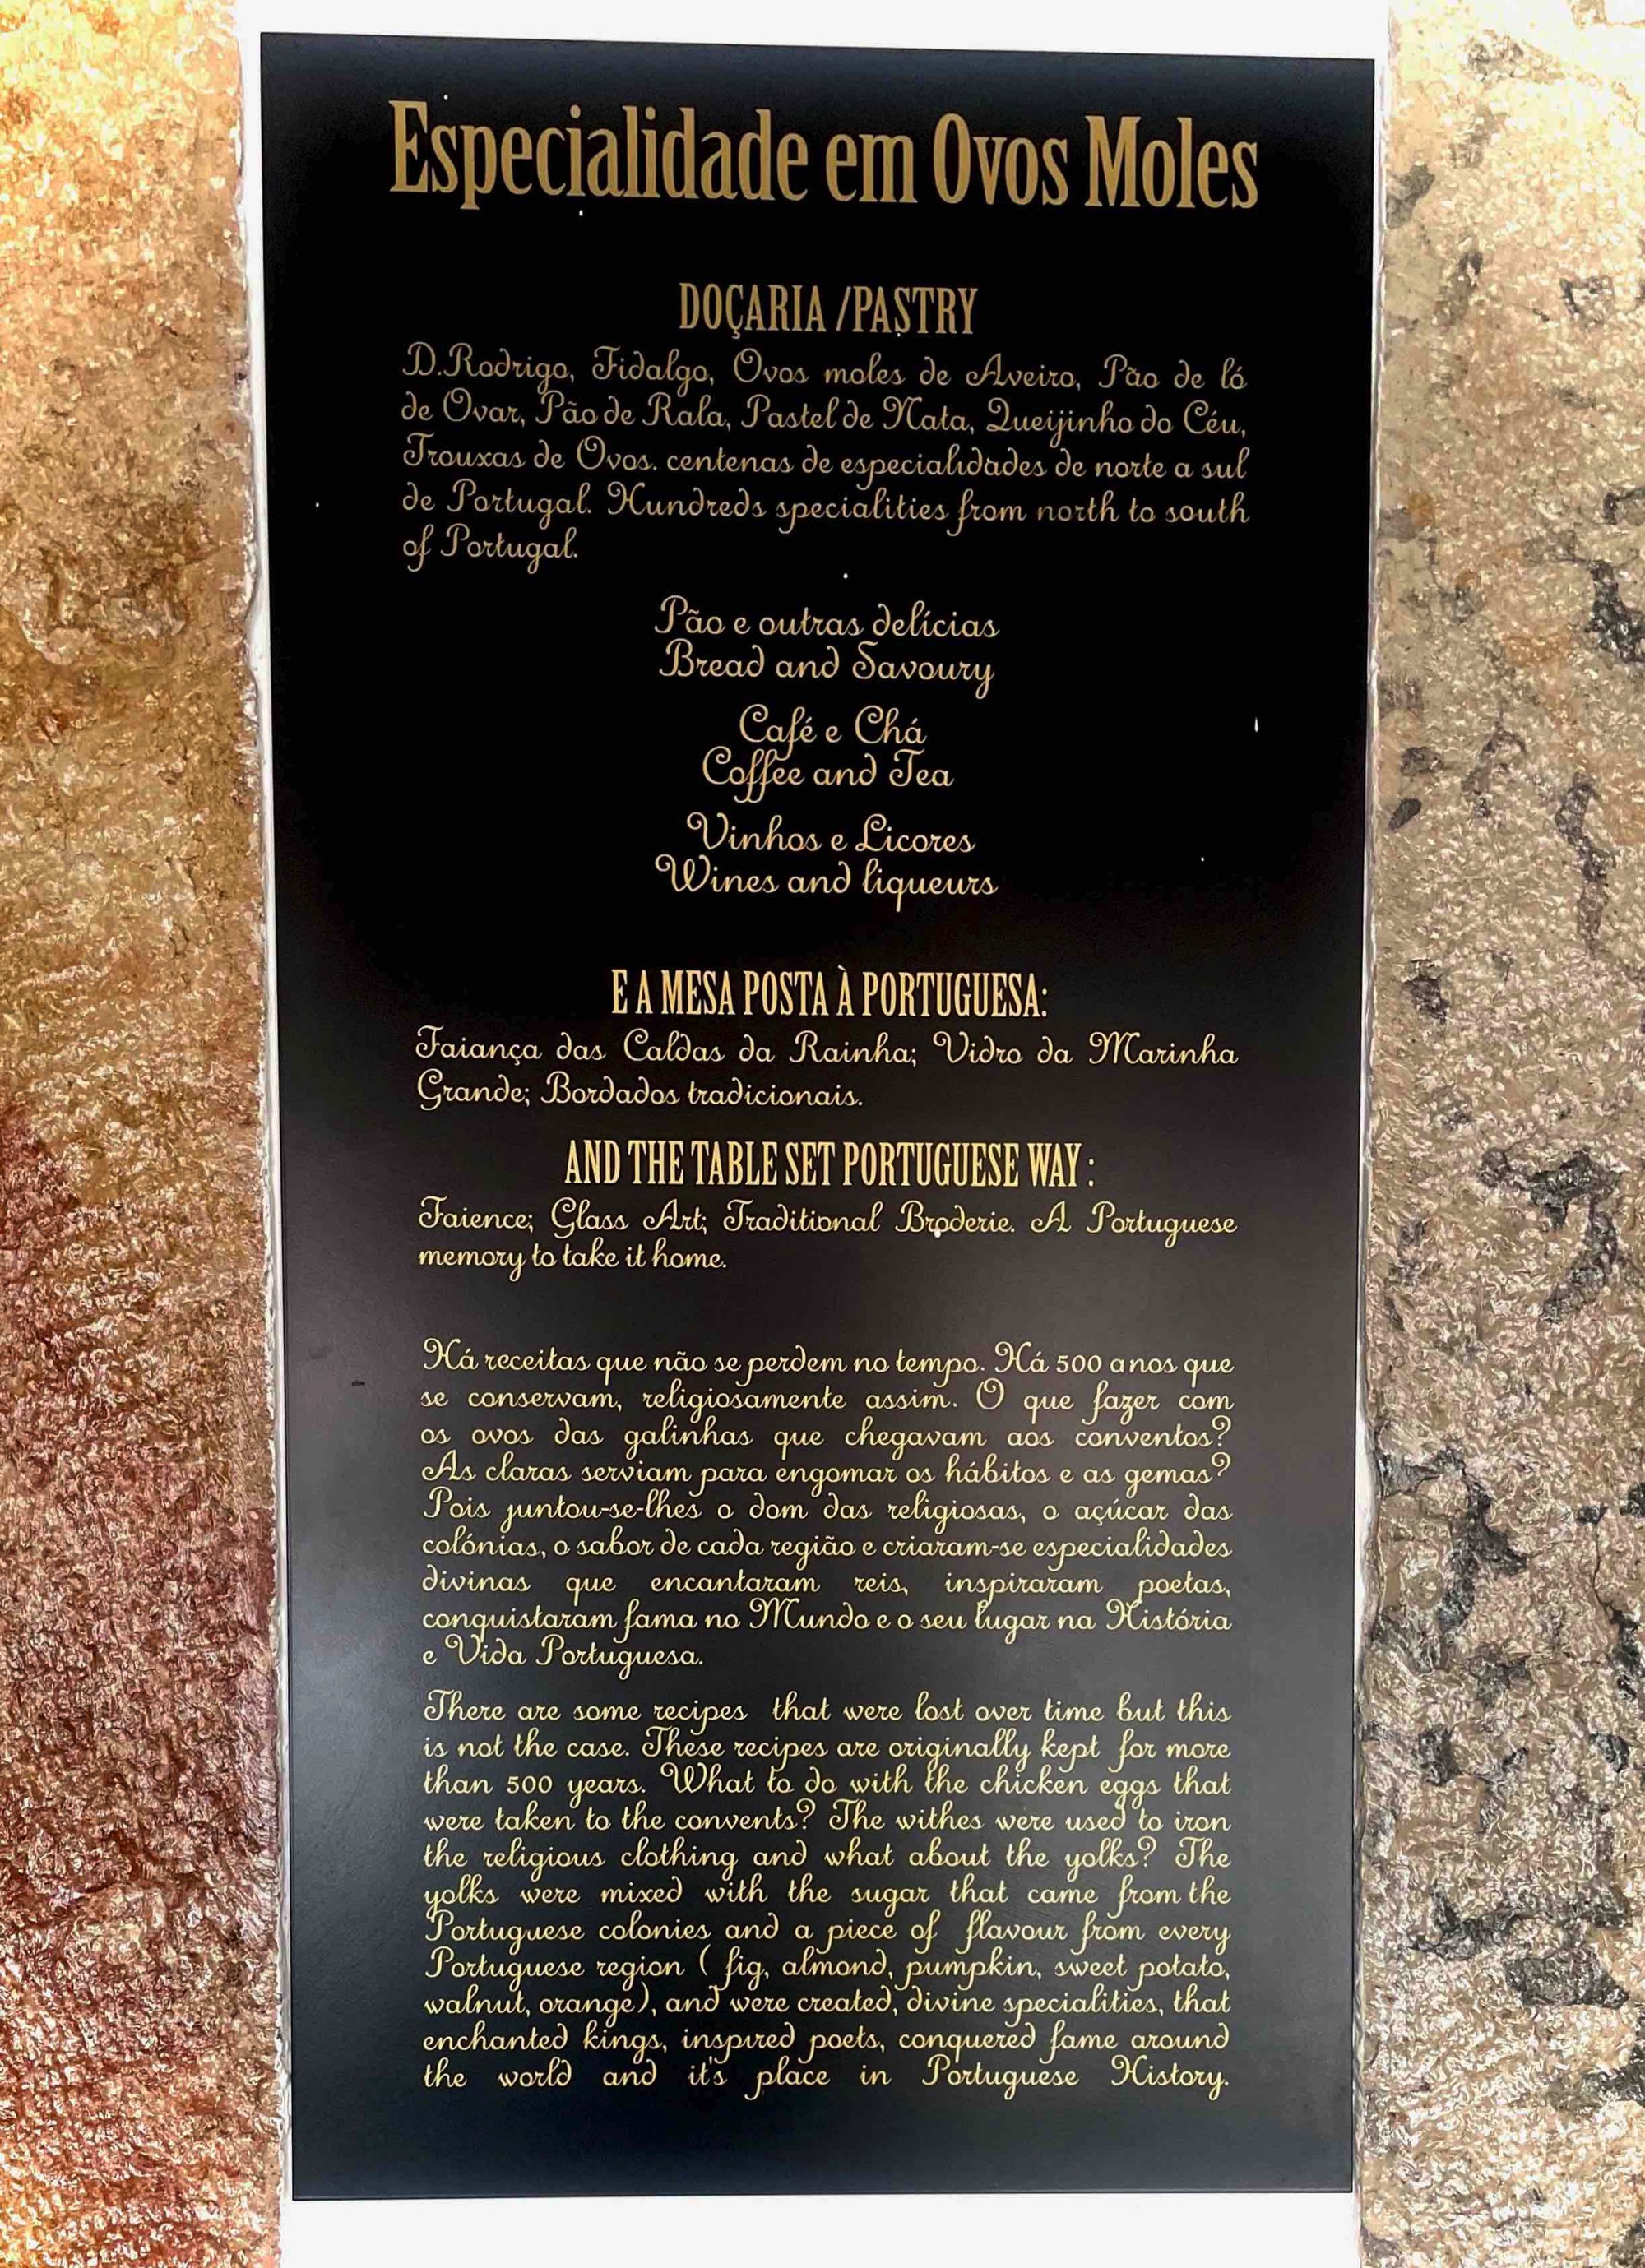 Especialidade em Ovos Moles
DOÇARIA /PASTRY
D.Rodrigo, Fidalgo, Ovos moles de Aveiro, Pão de ló
de Ovar, Pão de Rala, Pastel de Nata, Queijinho do Céu,
Trouxas de Ovos. centenas de especialidades de norte a sul
de Portugal. Hundreds specialities from north to south
of Portugal.
Pão e outras delícias
Bread and Savoury
Café e Chá
Coffee and Tea
Vinhos e Licores
Wines and liqueurs
E A MESA POSTA À PORTUGUESA:
Faiança das Caldas da Rainha; Vidro da Marinha
Grande; Bordados tradicionais.
AND THE TABLE SET PORTUGUESE WAY :
Faience; Glass Art; Traditional Broderie. A Portuguese
memory to take it home.
Há receitas que não se perdem no tempo. Há 500 anos que
se conservam, religiosamente assim. O que fazer com
os ovos das galinhas que chegavam aos conventos?
As claras serviam para engomar os hábitos e as gemas?
Pois juntou-se-lhes o dom das religiosas, o açúcar das
colónias, o sabor de cada região e criaram-se especialidades
divinas que encantaram reis, inspiraram poetas,
conquistaram fama no Mundo e o seu lugar na História
e Vida Portuguesa.
There are some recipes that were lost over time but this
is not the case. These recipes are originally kept for more
than 500 years. What to do with the chicken eggs that
were taken to the convents? The withes were used to iron
the religious clothing and what about the yolks? The
yolks were mixed with the sugar that came from the
Portuguese colonies and a piece of flavour from every
Portuguese region ( fig, almond, pumpkin, sweet potato,
walnut, orange), and were created, divine specialities, that
enchanted kings, inspired poets, conquered fame around
the world and it's place in Portuguese History.